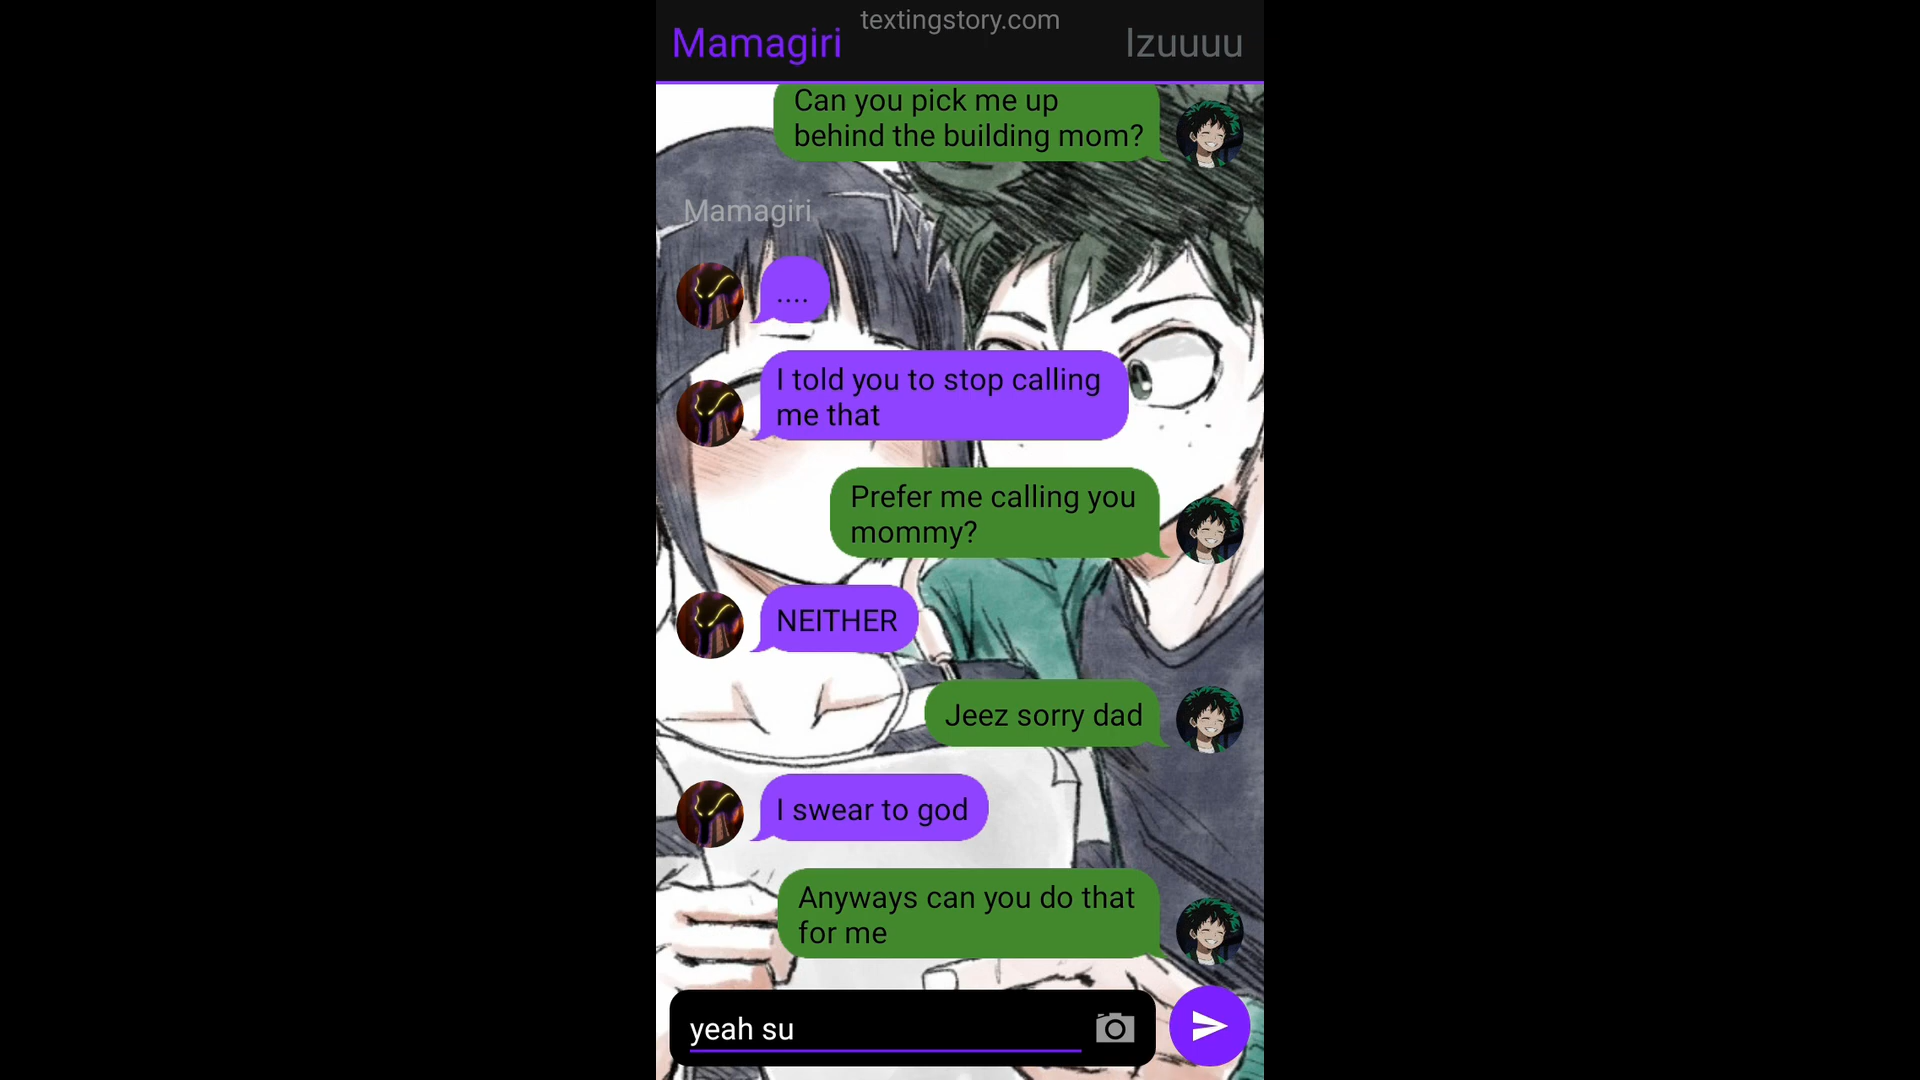 textingstory.com
Mamagiri
Izuuuu
Can you pick me up
behind the building mom?
Mamagiri
....
I told you to stop calling
me that
Prefer me calling you
mommy?
NEITHER
Jeez sorry dad
I swear to god
Anyways can you do that
for me
yeah su